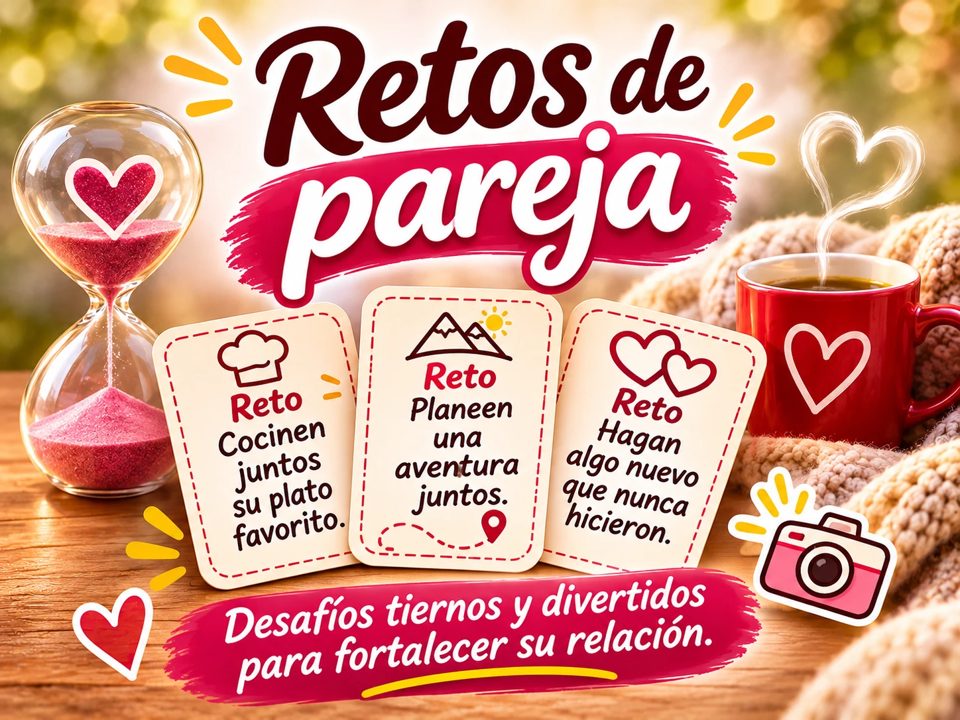 Retos de
pareja
Reto
Cocinen
juntos
su plato
favorito.
Reto
Planeen
una
aventura
juntos.
Reto
Hagan
algo nuevo
que nunca
hicieron.
Desafíos tiernos y divertidos
para fortalecer su relación.